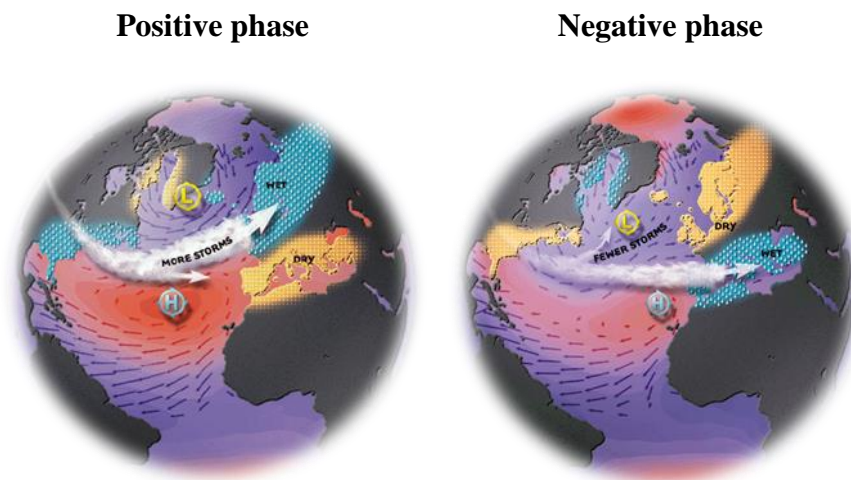 Positive phase
Negative phase
WET
L
MORE STORMS
DRY
H
L
FEWER STORMS
DRY
WET
H